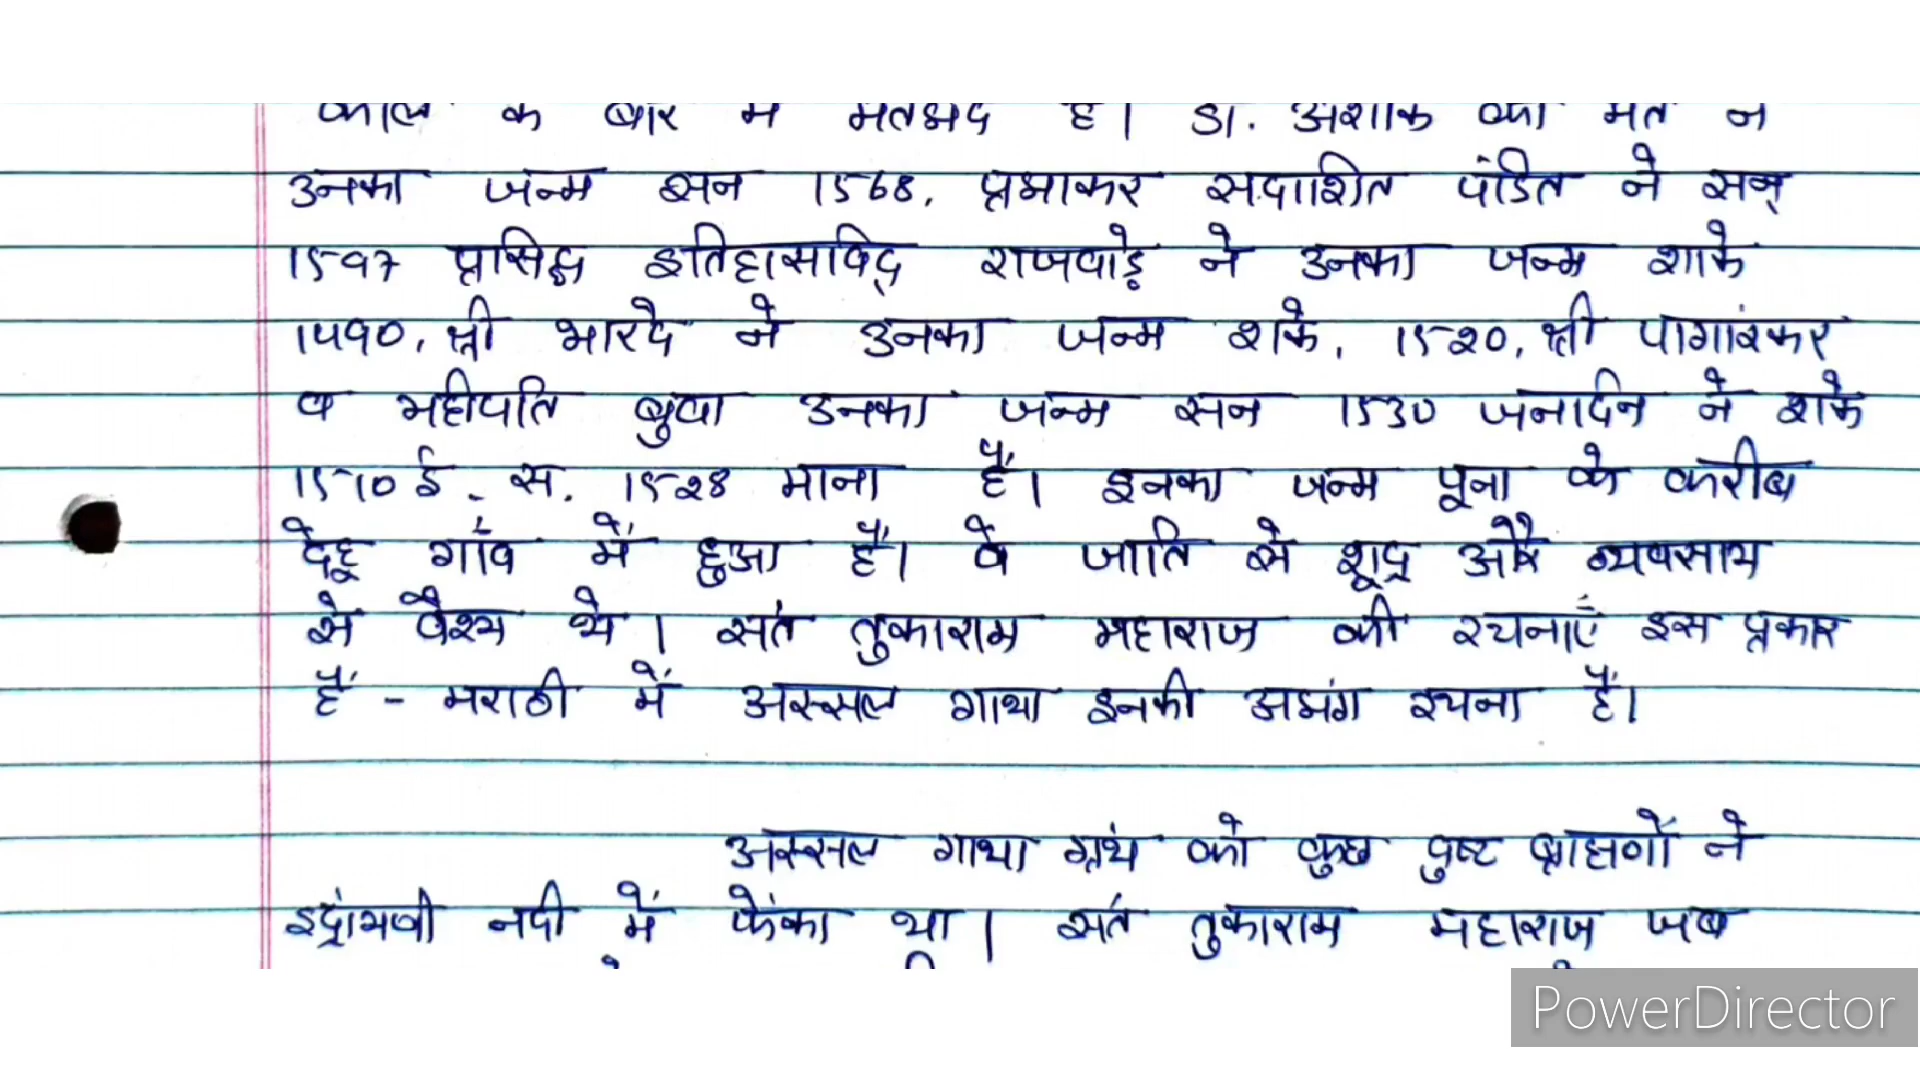 काल के बारे में मतभेद है। डा. अशोक का मत ने
उनका जन्म सन 1568. प्रभाकर सदाशित पंडित ने सन्
1597 प्रसिद्ध इतिहासविद् राजवाड़े ने उनका जन्म शाके
1490. श्री भारदे ने उनका जन्म शके. 1520. श्री पागांरकर
व महीपति बुवा उनका जन्म सन 1530 जनार्दन ने शके
1510 ई. स. 1528 माना हैं। इनका जन्म पूना के करीब
देहू गाँव में हुआ हैं। वे जाति से शूद्र और व्यवसाय
से वैश्य थे। संत तुकाराम महाराज की रचनाएँ इस प्रकार
हैं - मराठी में अस्सल गाथा इनकी अभंग रचना हैं।
अस्सल गाथा ग्रंथ को कुछ दुष्ट ब्राह्मणों ने
इद्रांयणी नदी में फेंका था। संत तुकाराम महाराज जब
PowerDirector